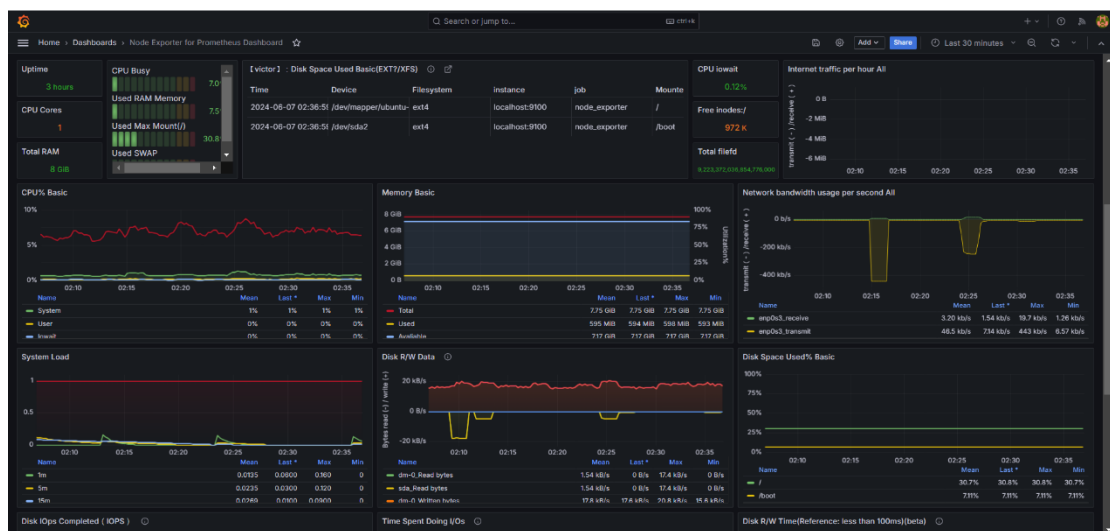 Search or jump to...
ctrl+k
Home › Dashboards › Node Exporter for Prometheus Dashboard
Add
Share
Last 30 minutes
Uptime
3 hours
CPU Cores
1
Total RAM
8 GiB
CPU Busy
7.0
Used RAM Memory
7.5
Used Max Mount(/)
30.8
Used SWAP
【victor】: Disk Space Used Basic(EXT?/XFS)
Time Device Filesystem instance job Mounte
2024-06-07 02:36:5 /dev/mapper/ubuntu- ext4 localhost:9100 node_exporter /
2024-06-07 02:36:5 /dev/sda2 ext4 localhost:9100 node_exporter /boot
CPU iowait
0.12%
Free inodes:/
972 K
Total filefd
Internet traffic per hour All
transmit ( - ) /receive ( + )
0 B
-2 MiB
-4 MiB
-6 MiB
02:10 02:15 02:20 02:25 02:30 02:35
CPU% Basic
10%
5%
0%
02:10 02:15 02:20 02:25 02:30 02:35
Name Mean Last * Max Min
System 1% 1% 1% 1%
User 0% 0% 0% 0%
Iowait 0% 0% 0% 0%
Memory Basic
8 GiB
6 GiB
4 GiB
2 GiB
0 B
100%
75%
50%
25%
0%
Utilization%
02:10 02:15 02:20 02:25 02:30 02:35
Name Mean Last * Max Min
Total 7.75 GiB 7.75 GiB 7.75 GiB 7.75 GiB
Used 595 MiB 594 MiB 598 MiB 593 MiB
Available 7.17 GiB 7.17 GiB 7.17 GiB 7.17 GiB
Network bandwidth usage per second All
transmit ( - ) /receive ( + )
0 b/s
-200 kb/s
-400 kb/s
02:10 02:15 02:20 02:25 02:30 02:35
Name Mean Last * Max Min
enp0s3_receive 3.20 kb/s 1.54 kb/s 19.7 kb/s 1.26 kb/s
enp0s3_transmit 48.5 kb/s 7.14 kb/s 443 kb/s 6.57 kb/s
System Load
1
0.5
0
02:10 02:15 02:20 02:25 02:30 02:35
Name Mean Last * Max Min
1m 0.0135 0.0600 0.160 0
5m 0.0235 0.0300 0.120 0
15m 0.0269 0.0100 0.0900 0
Disk R/W Data
Bytes read (-) / write (+)
20 kB/s
0 B/s
-20 kB/s
02:10 02:15 02:20 02:25 02:30 02:35
Name Mean Last * Max Min
dm-0_Read bytes 1.54 kB/s 0 B/s 17.4 kB/s 0 B/s
sda_Read bytes 1.54 kB/s 0 B/s 17.4 kB/s 0 B/s
dm-0_Written bytes 17.8 kB/s 17.6 kB/s 20.8 kB/s 15.6 kB/s
Disk Space Used% Basic
100%
75%
50%
25%
0%
02:10 02:15 02:20 02:25 02:30 02:35
Name Mean Last * Max Min
/ 30.7% 30.8% 30.8% 30.7%
/boot 7.11% 7.11% 7.11% 7.11%
Disk IOps Completed ( IOPS )
Time Spent Doing I/Os
Disk R/W Time(Reference: less than 100ms)(beta)